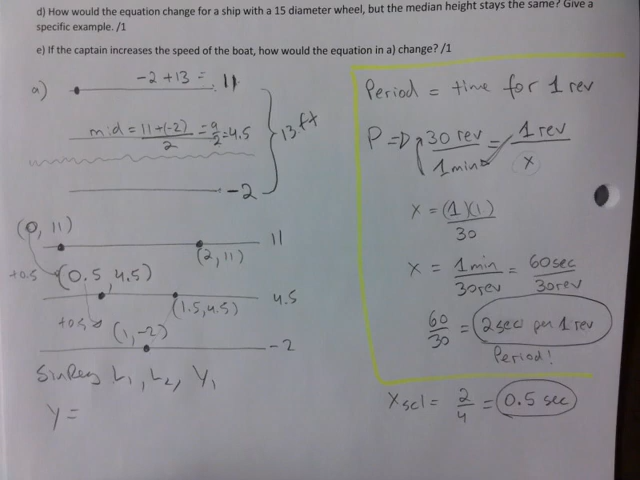 d) How would the equation change for a ship with a 15 diameter wheel, but the median height stays the same? Give a
specific example. /1
e) If the captain increases the speed of the boat, how would the equation in a) change? /1
a)
-2+13 = 11
mid = 11+(-2)/2 = 9/2 = 4.5
13 ft
-2
(0, 11)
11
(2, 11)
+0.5
(0.5, 4.5)
4.5
(1.5, 4.5)
+0.5
(1, -2)
-2
SinReg L1, L2, Y1
Y=
Period = time for 1 rev
P => 30 rev/1 min = 1 rev/x
x = (1)(1)/30
x = 1 min/30 rev = 60 sec/30 rev
60/30 = 2 sec per 1 rev
Period!
Xscl = 2/4 = 0.5 sec